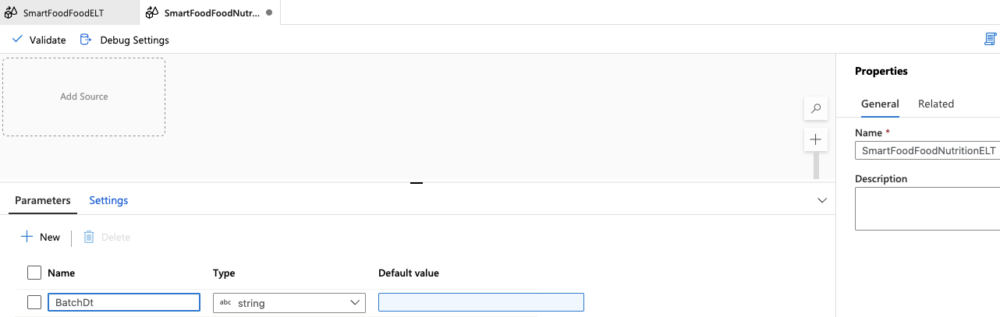 SmartFoodFoodELT
SmartFoodFoodNutr...
Validate
Debug Settings
Add Source
Properties
General
Related
Name *
SmartFoodFoodNutritionELT
Description
Parameters
Settings
New
Delete
Name
Type
Default value
BatchDt
abc string